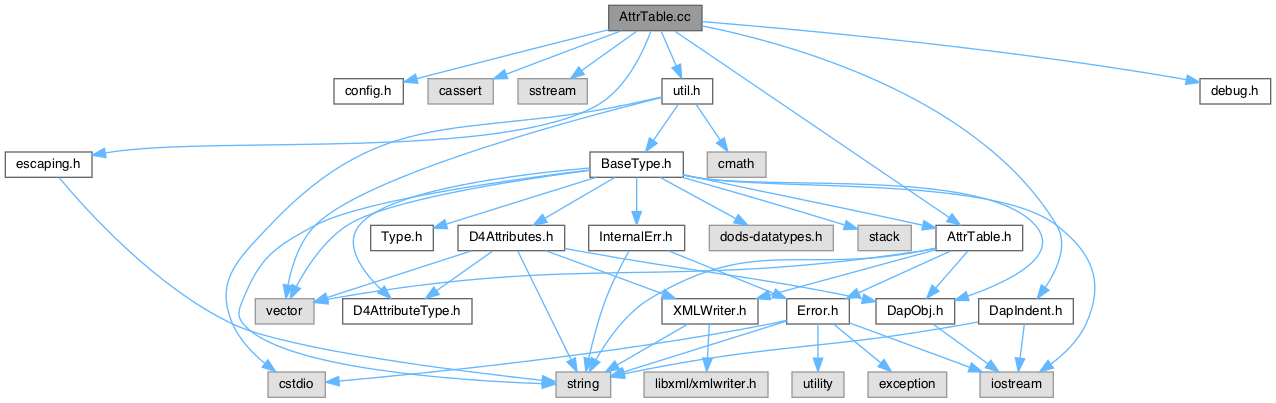 AttrTable.cc
config.h
cassert
sstream
util.h
debug.h
escaping.h
BaseType.h
cmath
Type.h
D4Attributes.h
InternalErr.h
dods-datatypes.h
stack
AttrTable.h
vector
D4AttributeType.h
XMLWriter.h
Error.h
DapObj.h
DapIndent.h
cstdio
string
libxml/xmlwriter.h
utility
exception
iostream